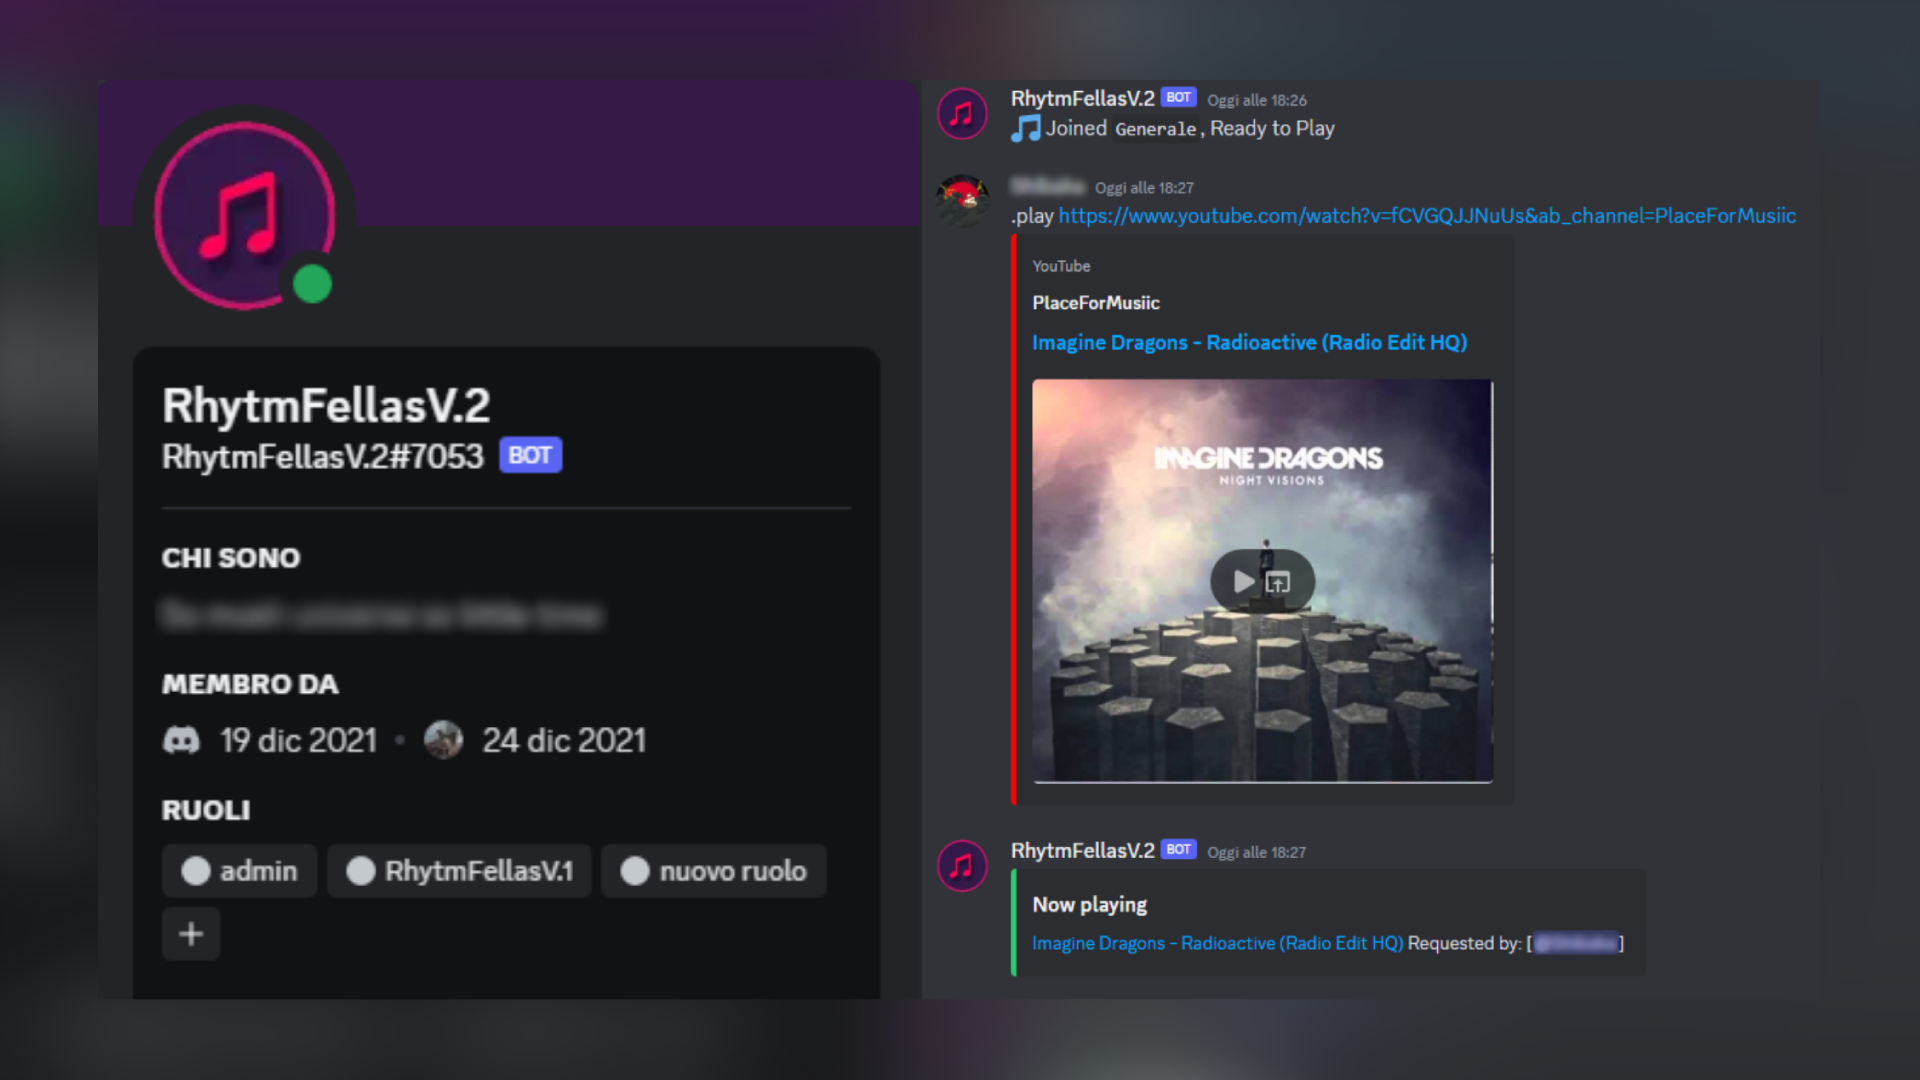 RhytmFellasV.2
RhytmFellasV.2#7053 BOT
CHI SONO
MEMBRO DA
19 dic 2021 • 24 dic 2021
RUOLI
admin RhytmFellasV.1 nuovo ruolo
+
RhytmFellasV.2 BOT Oggi alle 18:26
Joined Generale, Ready to Play
Oggi alle 18:27
.play https://www.youtube.com/watch?v=fCVGQJJNuUs&ab_channel=PlaceForMusiic
YouTube
PlaceForMusiic
Imagine Dragons - Radioactive (Radio Edit HQ)
IMAGINE DRAGONS
NIGHT VISIONS
RhytmFellasV.2 BOT Oggi alle 18:27
Now playing
Imagine Dragons - Radioactive (Radio Edit HQ) Requested by: [ ]